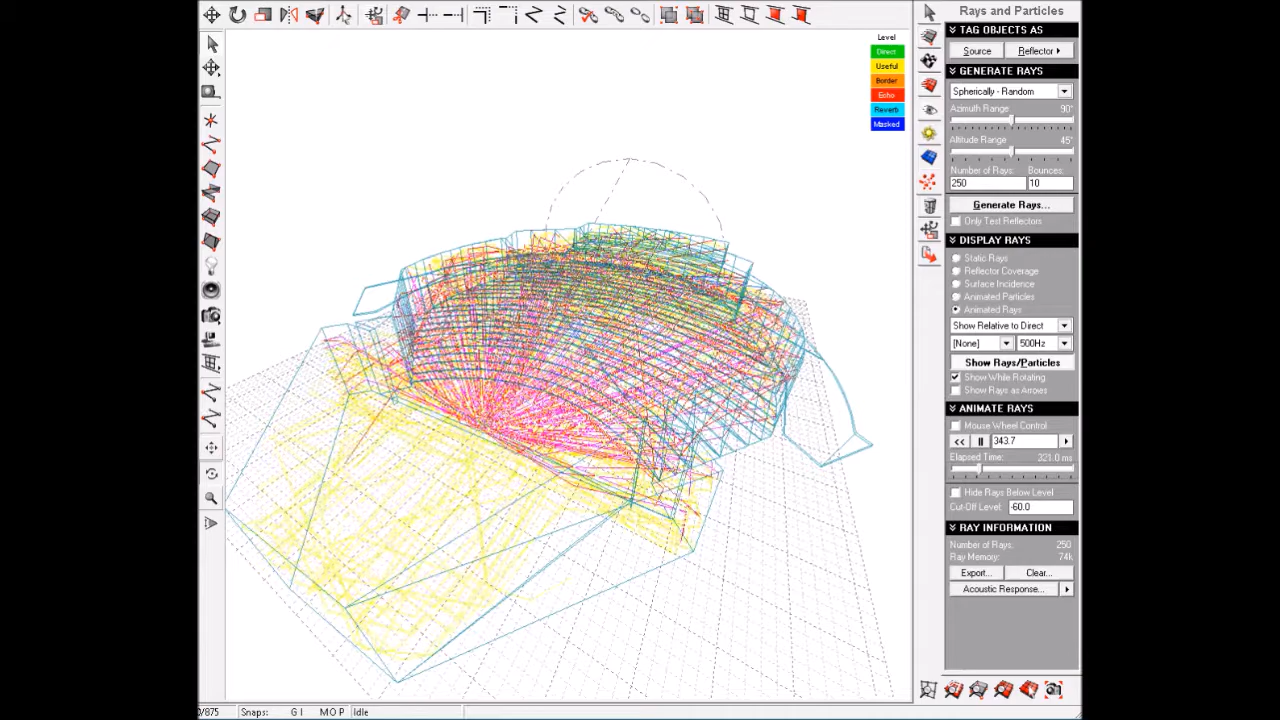 Level
Direct
Useful
Border
Echo
Reverb
Masked
Rays and Particles
TAG OBJECTS AS
Source
Reflector
GENERATE RAYS
Spherically - Random
Azimuth Range 90°
Altitude Range 45°
Number of Rays: Bounces:
250 10
Generate Rays...
Only Test Reflectors
DISPLAY RAYS
Static Rays
Reflector Coverage
Surface Incidence
Animated Particles
Animated Rays
Show Relative to Direct
[None] 500Hz
Show Rays/Particles
Show While Rotating
Show Rays as Arrows
ANIMATE RAYS
Mouse Wheel Control
<< 343.7
Elapsed Time: 321.0 ms
Hide Rays Below Level
Cut-Off Level: -60.0
RAY INFORMATION
Number of Rays: 250
Ray Memory: 74k
Export... Clear...
Acoustic Response...
/875 Snaps: G I M O P Idle